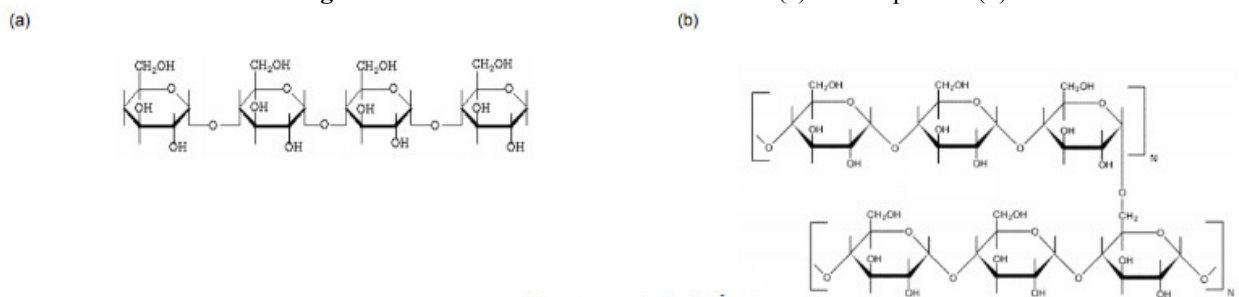 (a)
(b)
CH₂OH CH₂OH CH₂OH CH₂OH
O O O O
OH OH OH OH
O O O
OH OH OH OH
CH₂OH CH₂OH CH₂OH
O O O
OH OH OH
O O O
OH OH OH
N
O
CH₂OH CH₂OH CH₂
O O O
OH OH OH
O O O O
OH OH OH
N